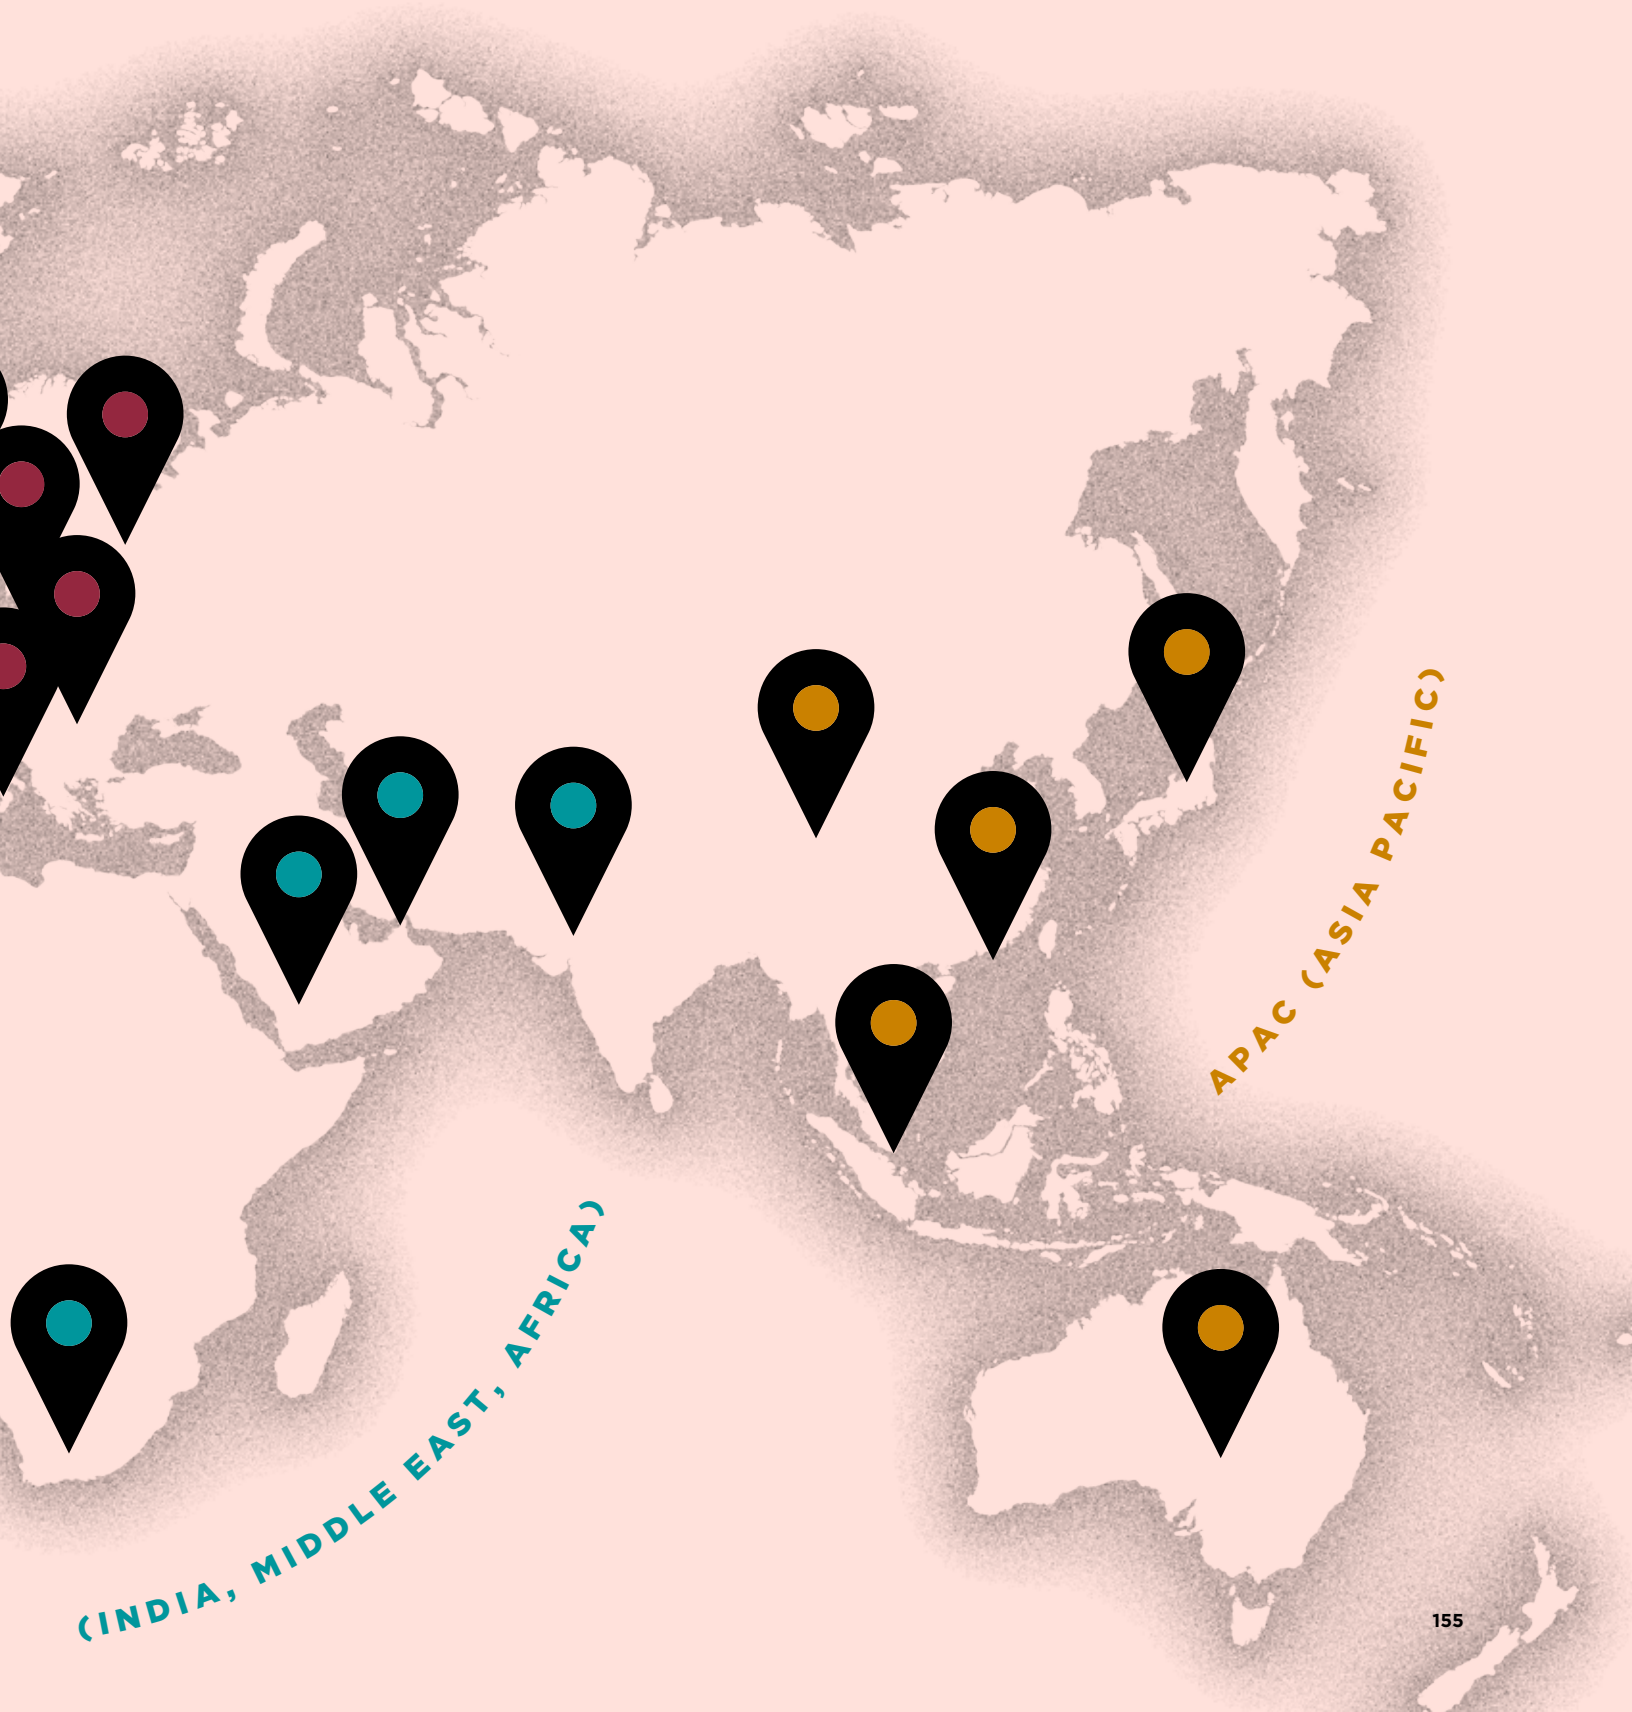 APAC (ASIA PACIFIC)
(INDIA, MIDDLE EAST, AFRICA)
155